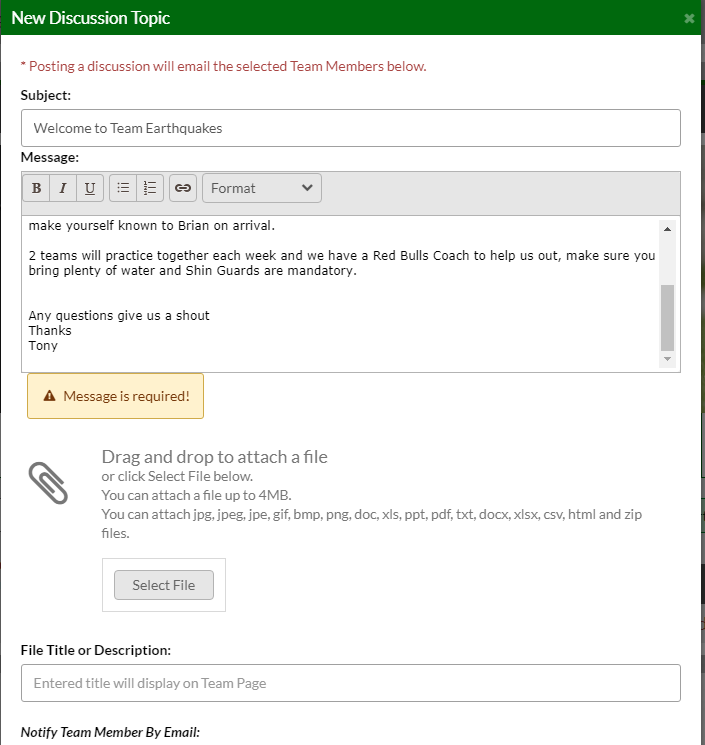 New Discussion Topic
* Posting a discussion will email the selected Team Members below.
Subject:
Welcome to Team Earthquakes
Message:
B I U Format
make yourself known to Brian on arrival.
2 teams will practice together each week and we have a Red Bulls Coach to help us out, make sure you
bring plenty of water and Shin Guards are mandatory.
Any questions give us a shout
Thanks
Tony
Message is required!
Drag and drop to attach a file
or click Select File below.
You can attach a file up to 4MB.
You can attach jpg, jpeg, jpe, gif, bmp, png, doc, xls, ppt, pdf, txt, docx, xlsx, csv, html and zip
files.
Select File
File Title or Description:
Entered title will display on Team Page
Notify Team Member By Email: